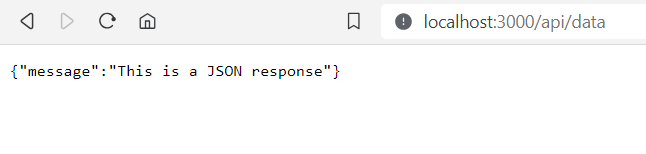 localhost:3000/api/data
{"message":"This is a JSON response"}